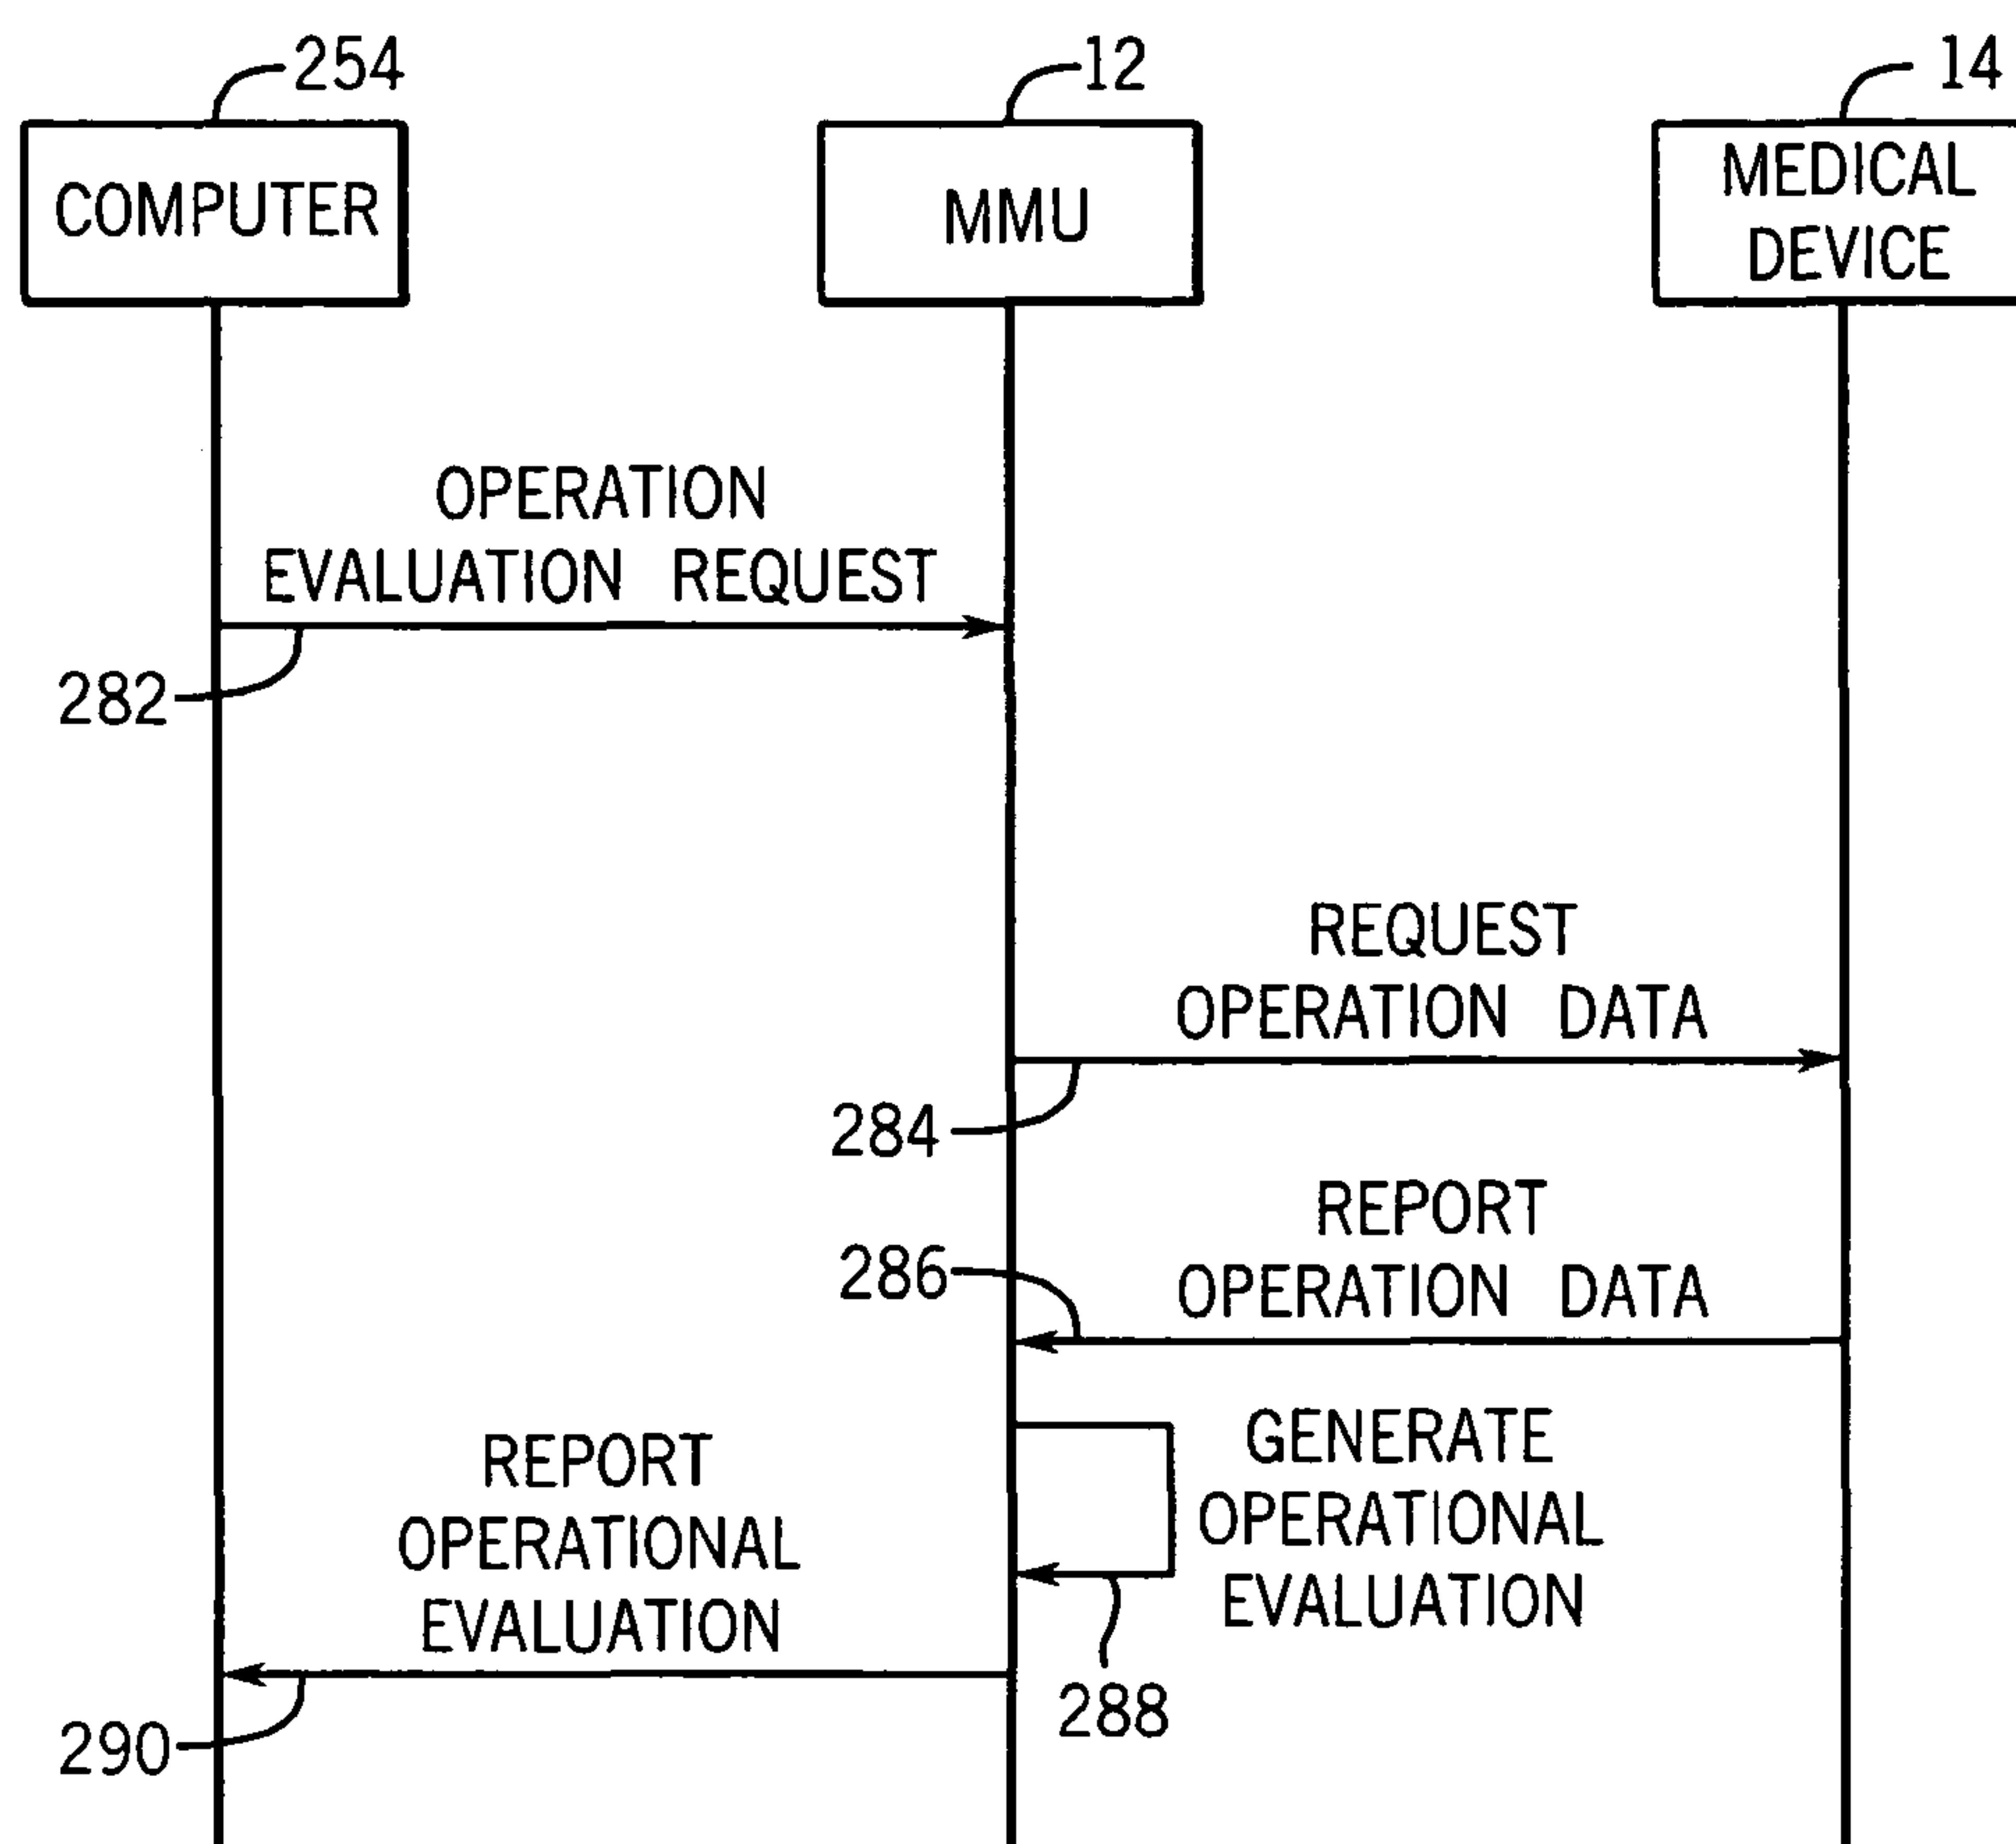 254
12
14
COMPUTER
MMU
MEDICAL
DEVICE
OPERATION
EVALUATION REQUEST
282
REQUEST
OPERATION DATA
284
REPORT
OPERATION DATA
286
GENERATE
OPERATIONAL
EVALUATION
288
REPORT
OPERATIONAL
EVALUATION
290